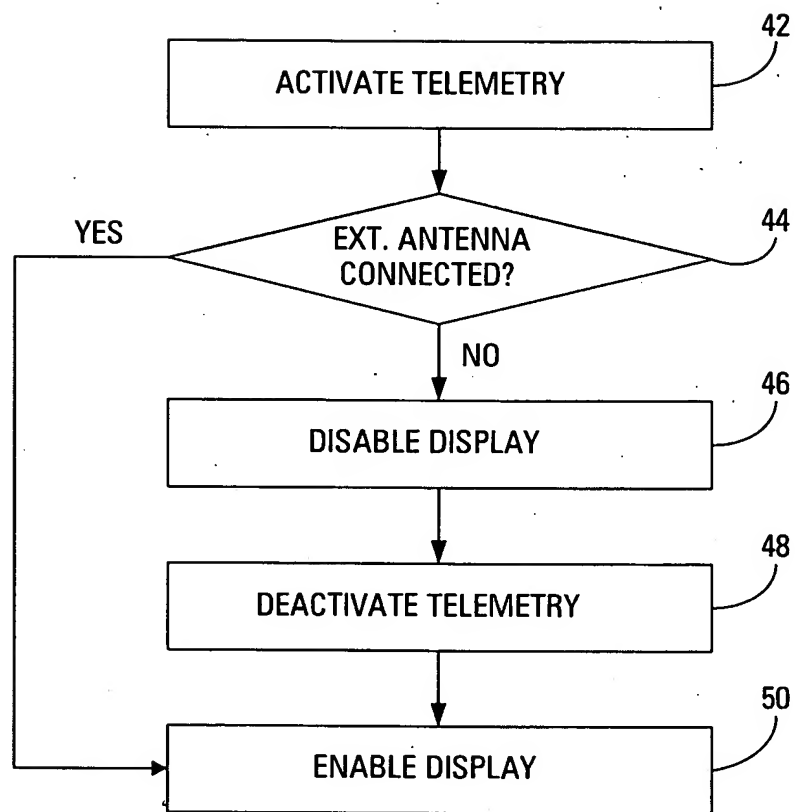 42
ACTIVATE TELEMETRY
44
YES
EXT. ANTENNA
CONNECTED?
NO
46
DISABLE DISPLAY
48
DEACTIVATE TELEMETRY
50
ENABLE DISPLAY